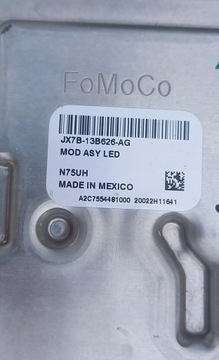 FoMoCo
JX7B-13B626-AG
MOD ASY LED
N75UH
MADE IN MEXICO
A2C7554481000 20022H11641